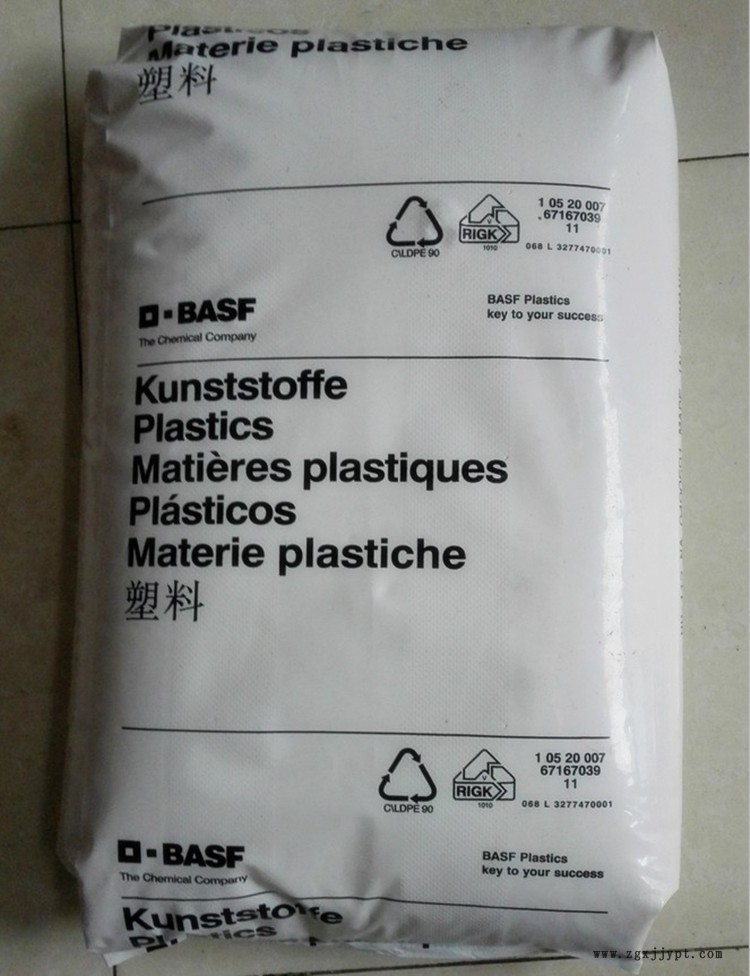 Plastics
Materie plastiche
塑料
C\LDPE 90
RIGK
1010
1 05 20 007
.67167039
11
068 L 3277470001
BASF
The Chemical Company
BASF Plastics
key to your success
Kunststoffe
Plastics
Matières plastiques
Plásticos
Materie plastiche
塑料
C\LDPE 90
RIGK
1010
1 05 20 007
67167039
11
068 L 3277470001
BASF
The Chemical Company
BASF Plastics
key to your success
Kunststoffe
Plastics
www.zgxjjypt.com